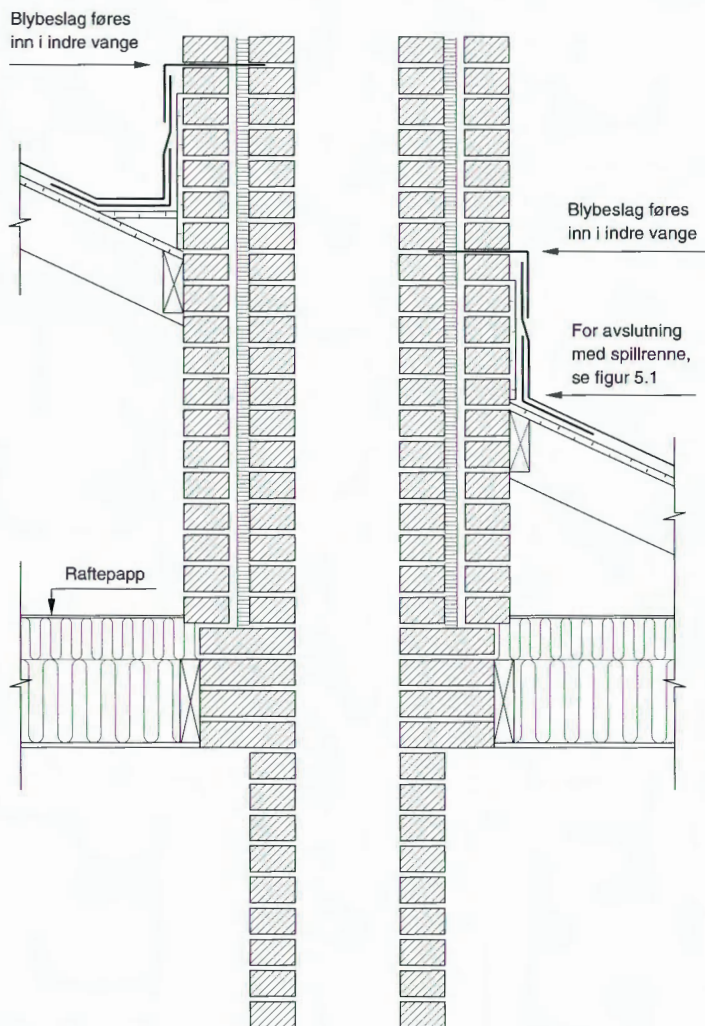 Blybeslag føres
inn i indre vange
Blybeslag føres
inn i indre vange
For avslutning
med spillrenne,
se figur 5.1
Raftepapp